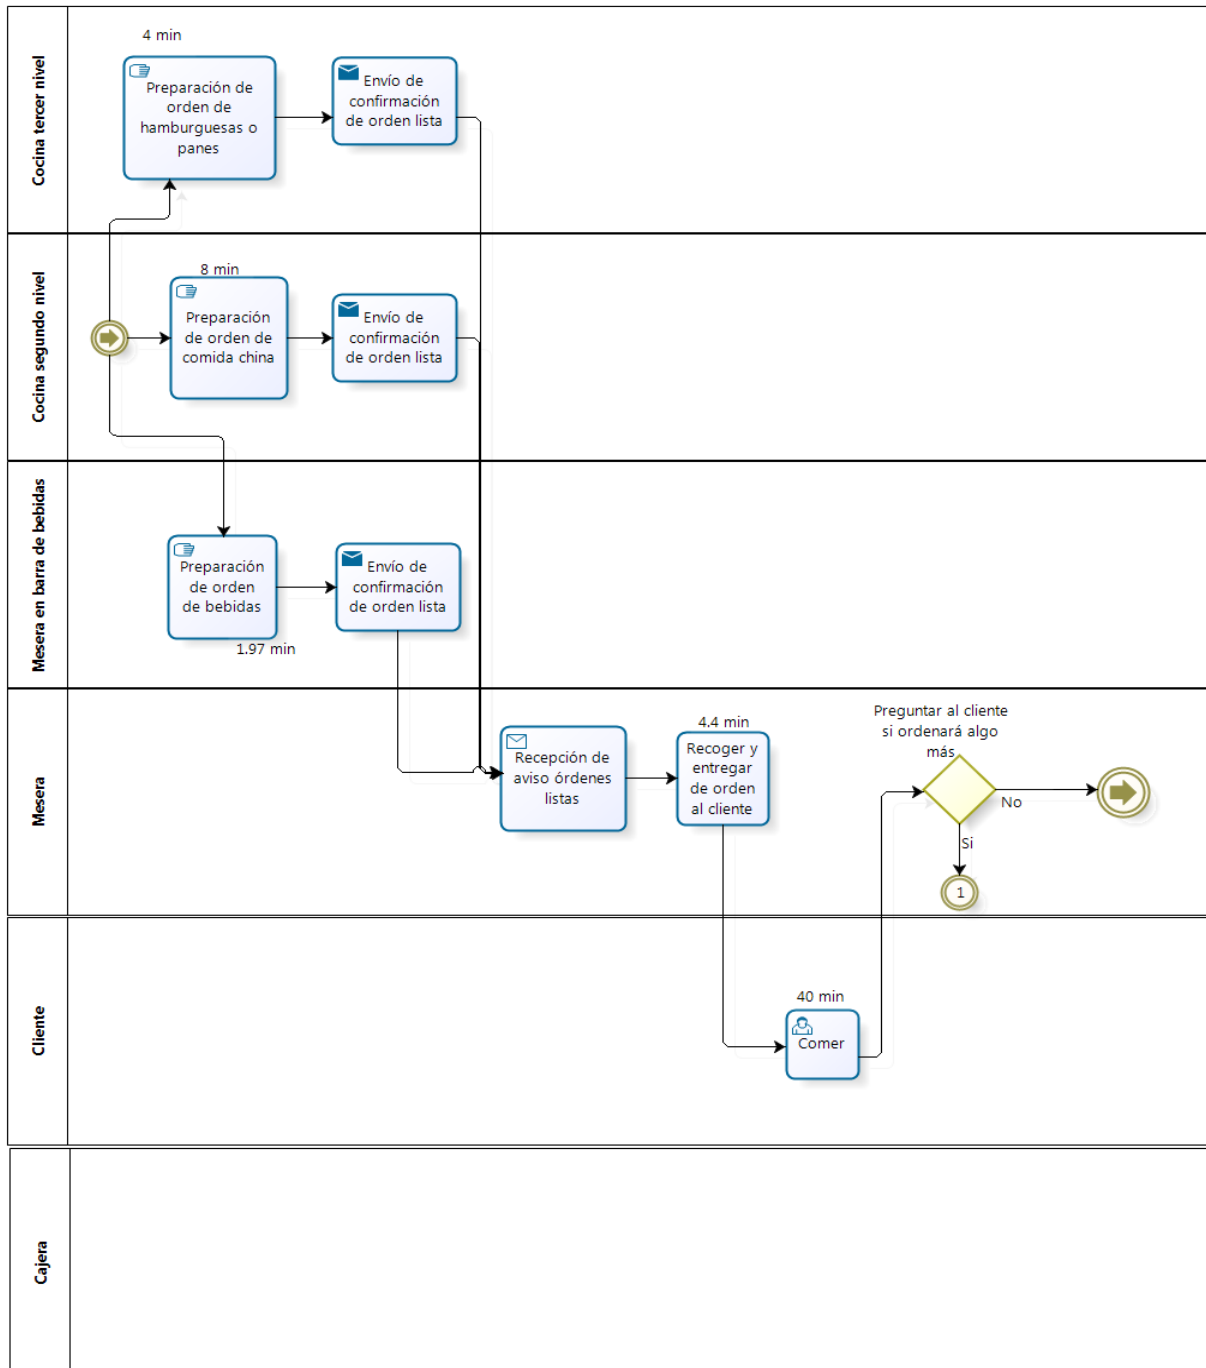 Cocina tercer nivel
4 min
Preparación de
orden de
hamburguesas o
panes
Envío de
confirmación
de orden lista
Cocina segundo nivel
8 min
Preparación
de orden de
comida china
Envío de
confirmación
de orden lista
Mesera en barra de bebidas
Preparación
de orden
de bebidas
1.97 min
Envío de
confirmación
de orden lista
Mesera
Recepción de
aviso órdenes
listas
4.4 min
Recoger y
entregar
de orden
al cliente
Preguntar al cliente
si ordenará algo
más
No
Si
1
Cliente
40 min
Comer
Cajera